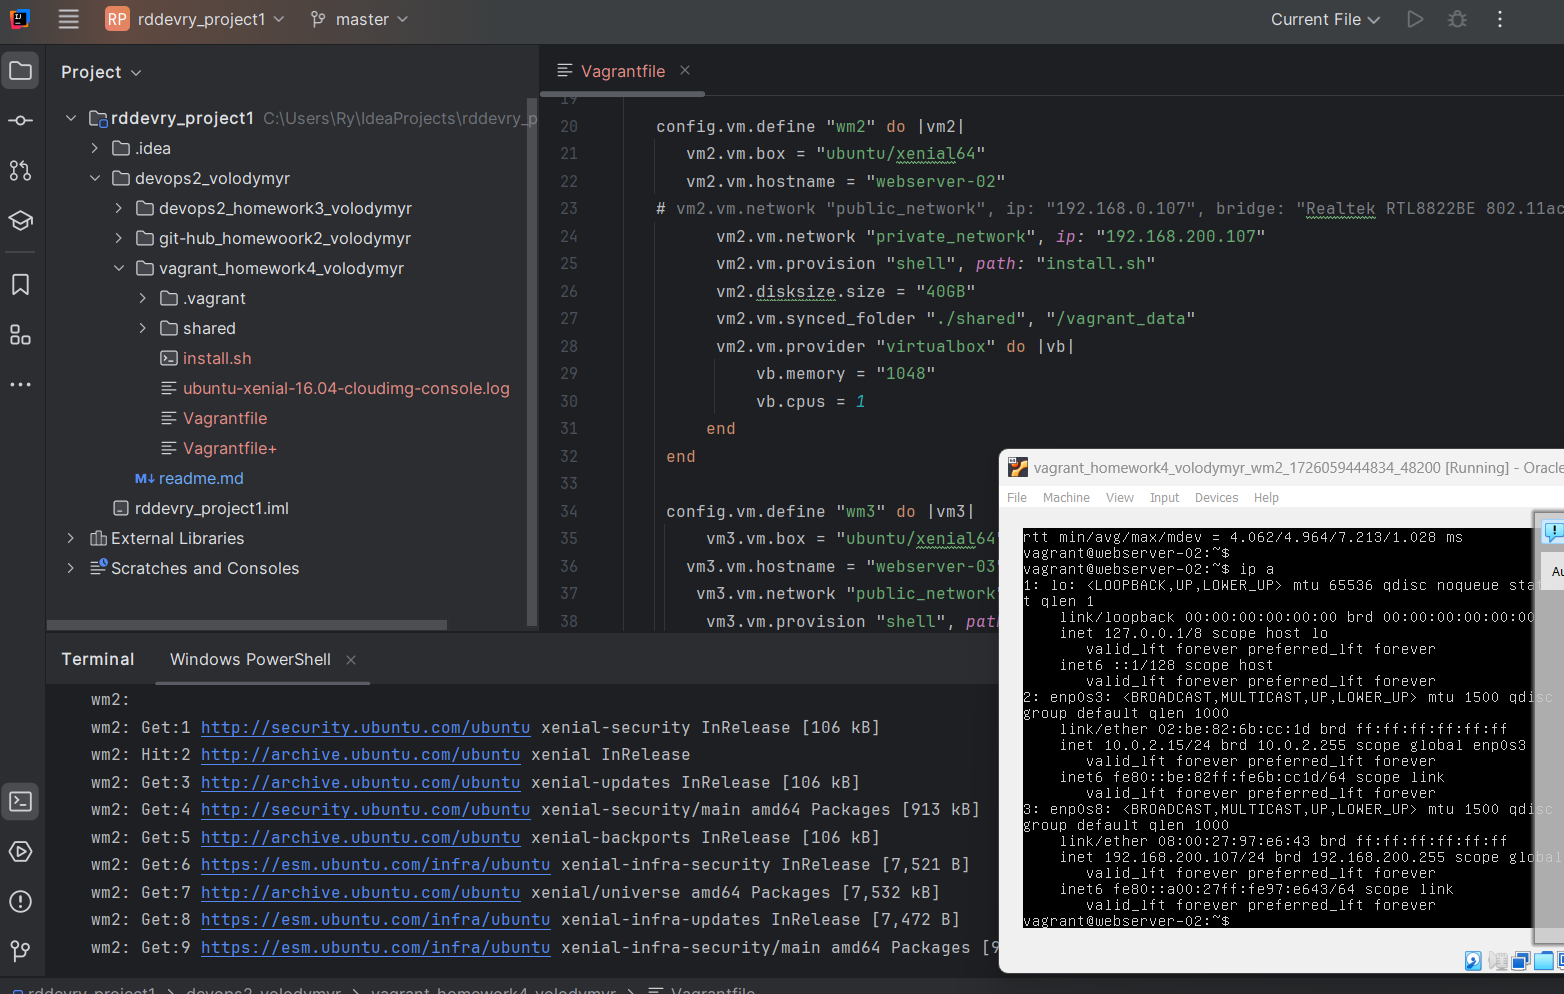 RP rddevry_project1 master Current File
Project
Vagrantfile
rddevry_project1 C:\Users\Ry\IdeaProjects\rddevry_p
.idea
devops2_volodymyr
devops2_homework3_volodymyr
git-hub_homewoork2_volodymyr
vagrant_homework4_volodymyr
.vagrant
shared
install.sh
ubuntu-xenial-16.04-cloudimg-console.log
Vagrantfile
Vagrantfile+
M↓ readme.md
rddevry_project1.iml
External Libraries
Scratches and Consoles
19
20 config.vm.define "wm2" do |vm2|
21 vm2.vm.box = "ubuntu/xenial64"
22 vm2.vm.hostname = "webserver-02"
23 # vm2.vm.network "public_network", ip: "192.168.0.107", bridge: "Realtek RTL8822BE 802.11ac
24 vm2.vm.network "private_network", ip: "192.168.200.107"
25 vm2.vm.provision "shell", path: "install.sh"
26 vm2.disksize.size = "40GB"
27 vm2.vm.synced_folder "./shared", "/vagrant_data"
28 vm2.vm.provider "virtualbox" do |vb|
29 vb.memory = "1048"
30 vb.cpus = 1
31 end
32 end
33
34 config.vm.define "wm3" do |vm3|
35 vm3.vm.box = "ubuntu/xenial64"
36 vm3.vm.hostname = "webserver-03"
37 vm3.vm.network "public_network"
38 vm3.vm.provision "shell", path
Terminal Windows PowerShell
wm2:
wm2: Get:1 http://security.ubuntu.com/ubuntu xenial-security InRelease [106 kB]
wm2: Hit:2 http://archive.ubuntu.com/ubuntu xenial InRelease
wm2: Get:3 http://archive.ubuntu.com/ubuntu xenial-updates InRelease [106 kB]
wm2: Get:4 http://security.ubuntu.com/ubuntu xenial-security/main amd64 Packages [913 kB]
wm2: Get:5 http://archive.ubuntu.com/ubuntu xenial-backports InRelease [106 kB]
wm2: Get:6 https://esm.ubuntu.com/infra/ubuntu xenial-infra-security InRelease [7,521 B]
wm2: Get:7 http://archive.ubuntu.com/ubuntu xenial/universe amd64 Packages [7,532 kB]
wm2: Get:8 https://esm.ubuntu.com/infra/ubuntu xenial-infra-updates InRelease [7,472 B]
wm2: Get:9 https://esm.ubuntu.com/infra/ubuntu xenial-infra-security/main amd64 Packages [9
vagrant_homework4_volodymyr_wm2_1726059444834_48200 [Running] - Oracle
File Machine View Input Devices Help
rtt min/avg/max/mdev = 4.062/4.964/7.213/1.028 ms
vagrant@webserver-02:~$
vagrant@webserver-02:~$ ip a
1: lo: <LOOPBACK,UP,LOWER_UP> mtu 65536 qdisc noqueue sta
t qlen 1
link/loopback 00:00:00:00:00:00 brd 00:00:00:00:00:00
inet 127.0.0.1/8 scope host lo
valid_lft forever preferred_lft forever
inet6 ::1/128 scope host
valid_lft forever preferred_lft forever
2: enp0s3: <BROADCAST,MULTICAST,UP,LOWER_UP> mtu 1500 qdisc
group default qlen 1000
link/ether 02:be:82:6b:cc:1d brd ff:ff:ff:ff:ff:ff
inet 10.0.2.15/24 brd 10.0.2.255 scope global enp0s3
valid_lft forever preferred_lft forever
inet6 fe80::be:82ff:fe6b:cc1d/64 scope link
valid_lft forever preferred_lft forever
3: enp0s8: <BROADCAST,MULTICAST,UP,LOWER_UP> mtu 1500 qdisc
group default qlen 1000
link/ether 08:00:27:97:e6:43 brd ff:ff:ff:ff:ff:ff
inet 192.168.200.107/24 brd 192.168.200.255 scope global
valid_lft forever preferred_lft forever
inet6 fe80::a00:27ff:fe97:e643/64 scope link
valid_lft forever preferred_lft forever
vagrant@webserver-02:~$
Au
rddevry_project1 > devops2_volodymyr > vagrant_homework4_volodymyr > Vagrantfile